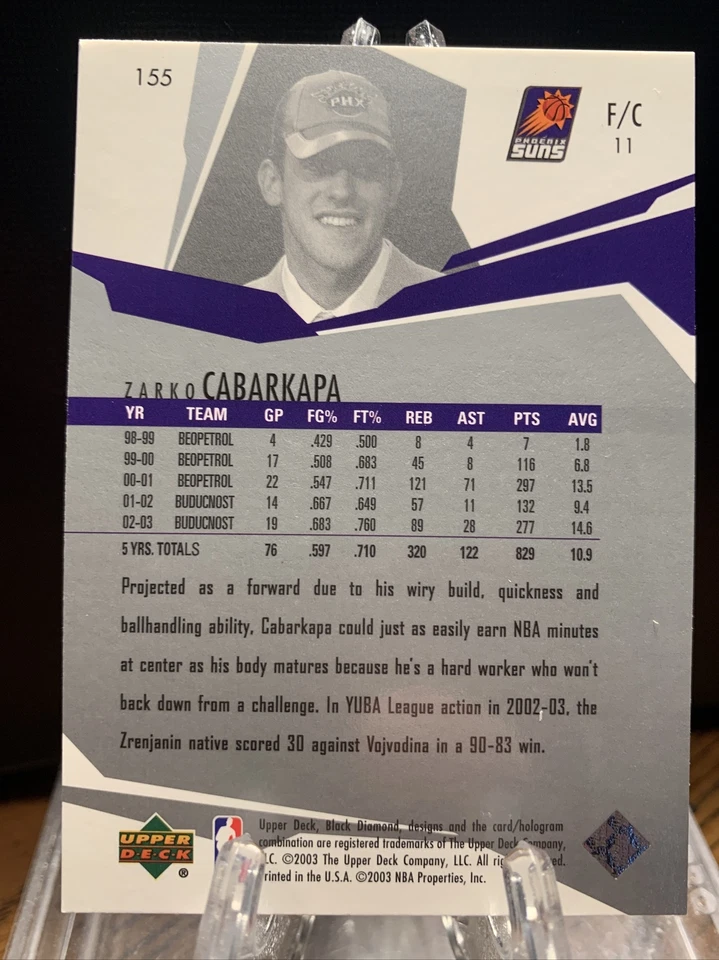 155
PHX
PHOENIX
SUNS
F/C
11
ZARKO CABARKAPA
YR TEAM GP FG% FT% REB AST PTS AVG
98-99 BEOPETROL 4 .429 .500 8 4 7 1.8
99-00 BEOPETROL 17 .508 .683 45 8 116 6.8
00-01 BEOPETROL 22 .547 .711 121 71 297 13.5
01-02 BUDUCNOST 14 .667 .649 57 11 132 9.4
02-03 BUDUCNOST 19 .683 .760 89 28 277 14.6
5 YRS. TOTALS 76 .597 .710 320 122 829 10.9
Projected as a forward due to his wiry build, quickness and
ballhandling ability, Cabarkapa could just as easily earn NBA minutes
at center as his body matures because he's a hard worker who won't
back down from a challenge. In YUBA League action in 2002-03, the
Zrenjanin native scored 30 against Vojvodina in a 90-83 win.
UPPER
DECK
®
Upper Deck, Black Diamond, designs and the card/hologram
combination are registered trademarks of The Upper Deck Company,
LLC. ©2003 The Upper Deck Company, LLC. All rights reserved.
Printed in the U.S.A. ©2003 NBA Properties, Inc.